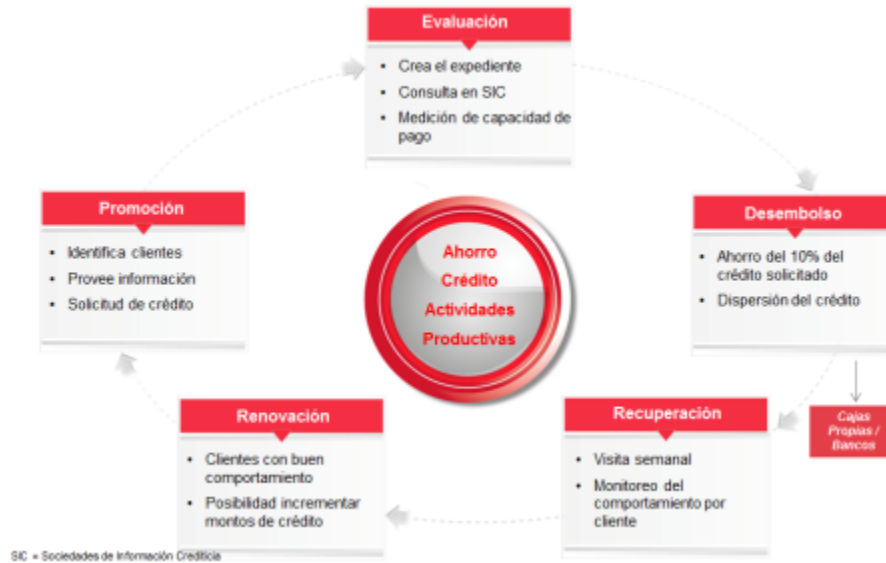 Evaluación
• Crea el expediente
• Consulta en SIC
• Medición de capacidad de
pago
Promoción
• Identifica clientes
• Provee información
• Solicitud de crédito
Ahorro
Crédito
Actividades
Productivas
Desembolso
• Ahorro del 10% del
crédito solicitado
• Dispersión del crédito
Cajas
Propias /
Bancos
Renovación
• Clientes con buen
comportamiento
• Posibilidad incrementar
montos de crédito
Recuperación
• Visita semanal
• Monitoreo del
comportamiento por
cliente
SIC = Sociedades de Información Crediticia